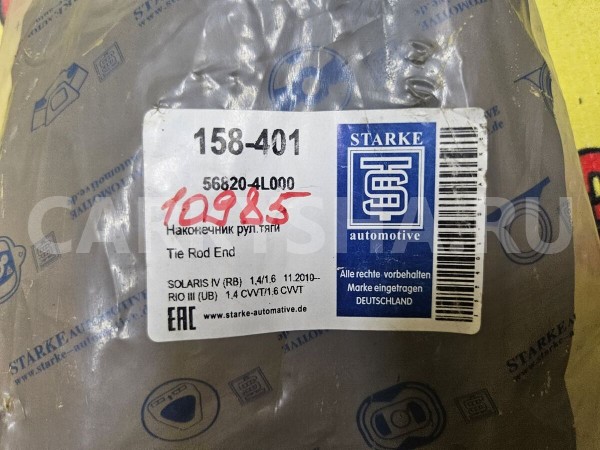 158-401
56820-4L000
10985
Наконечник рул.тяги
Tie Rod End
SOLARIS IV (RB) 1,4/1.6 11.2010--
RIO III (UB) 1,4 CVVT/1.6 CVVT
EAC www.starke-automotive.de
STARKE
automotive
Alle rechte vorbehalten
Marke eingetragen
DEUTSCHLAND
STARKE
AUTOMOTIVE